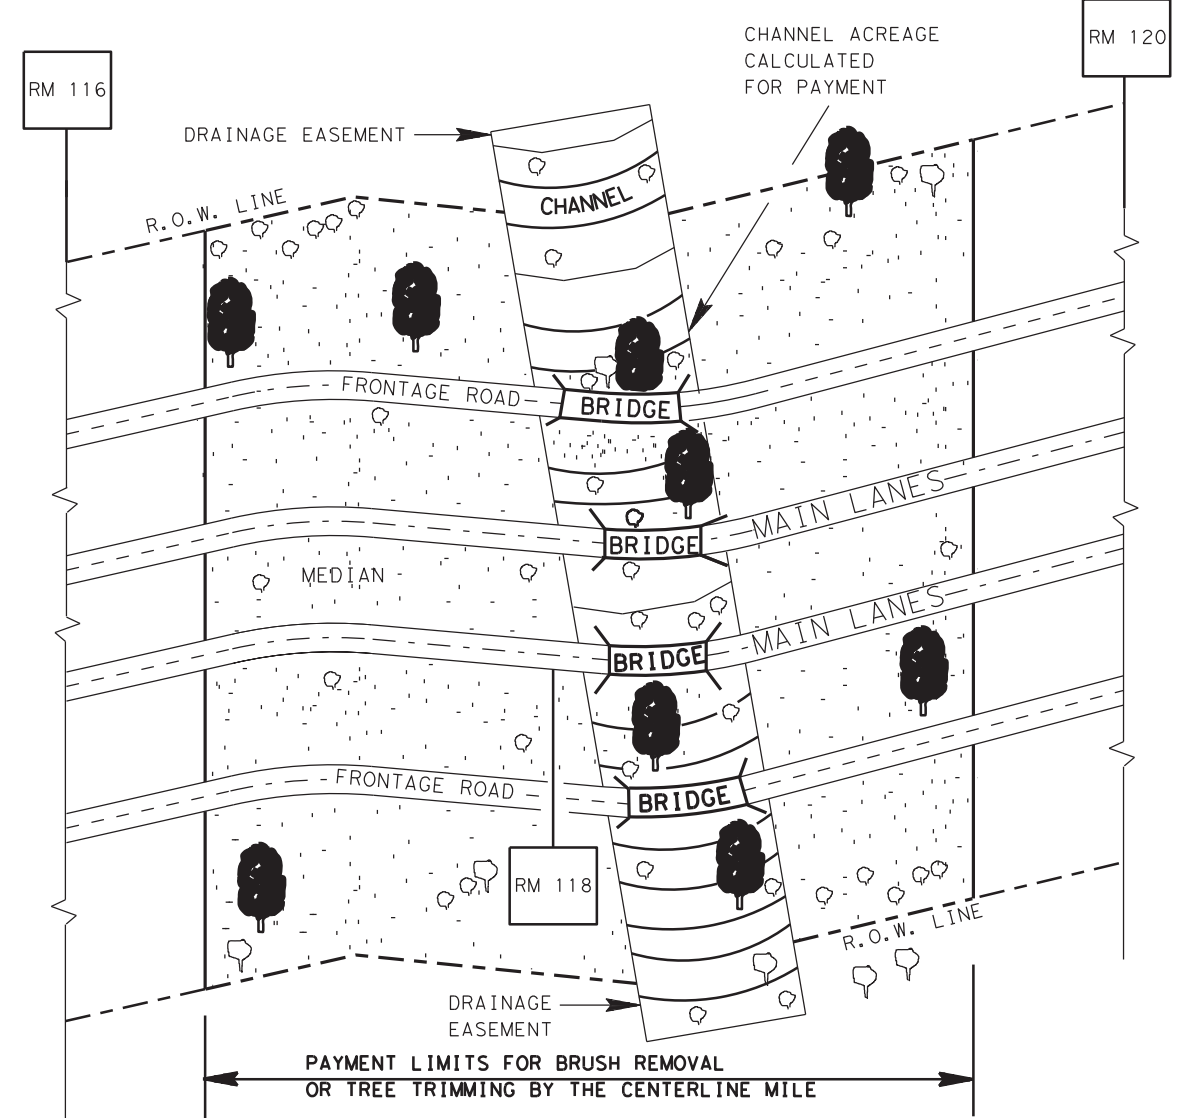 CHANNEL ACREAGE
CALCULATED
FOR PAYMENT
RM 120
RM 116
DRAINAGE EASEMENT
R.O.W. LINE
CHANNEL
FRONTAGE ROAD
BRIDGE
MAIN LANES
BRIDGE
MEDIAN
MAIN LANES
BRIDGE
FRONTAGE ROAD
BRIDGE
RM 118
R.O.W. LINE
DRAINAGE
EASEMENT
PAYMENT LIMITS FOR BRUSH REMOVAL
OR TREE TRIMMING BY THE CENTERLINE MILE